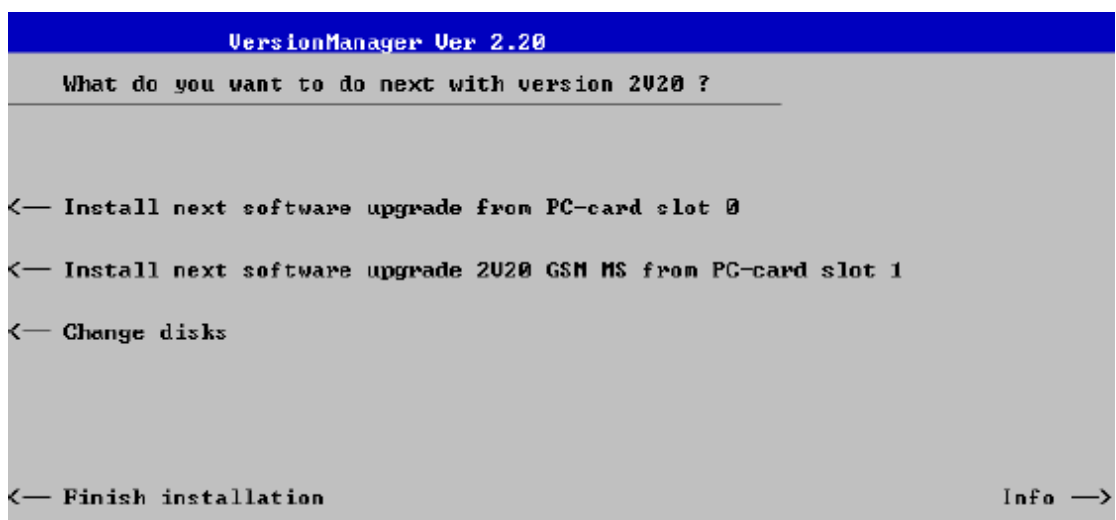 VersionManager Ver 2.20
What do you want to do next with version 2V20 ?
<— Install next software upgrade from PC-card slot 0
<— Install next software upgrade 2V20 GSM MS from PC-card slot 1
<— Change disks
<— Finish installation
Info —>